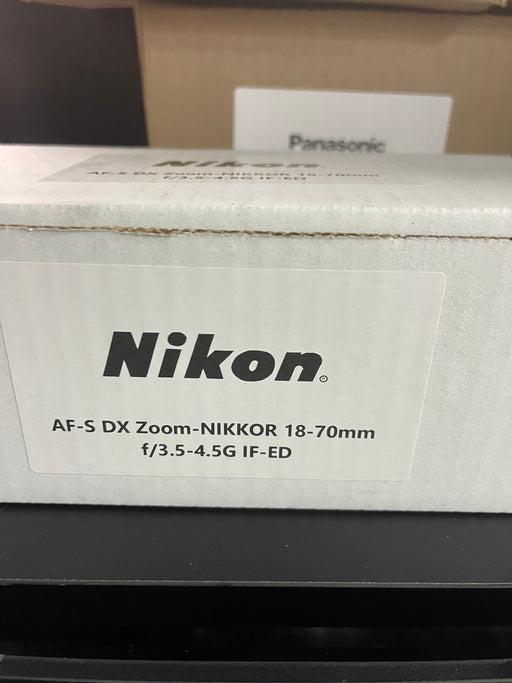 Panasonic
Nikon
AF-S DX Zoom-NIKKOR 18-70mm
f/3.5-4.5G IF-ED
Nikon®
AF-S DX Zoom-NIKKOR 18-70mm
f/3.5-4.5G IF-ED